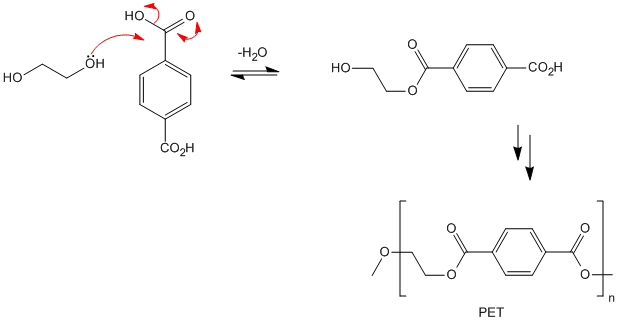 HO O
-H₂O
HO OH
CO₂H
O
HO O CO₂H
O O
O O O
n
PET